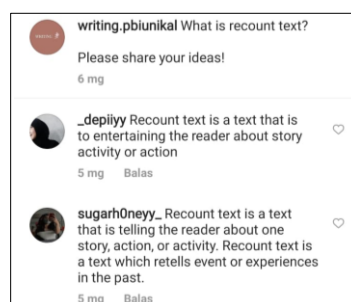 writing.pbiunikal What is recount text?
Please share your ideas!
6 mg
_depiiyy Recount text is a text that is
to entertaining the reader about story
activity or action
5 mg Balas
sugarh0neyy_ Recount text is a text
that is telling the reader about one
story, action, or activity. Recount text is
a text which retells event or experiences
in the past.
5 mg Balas